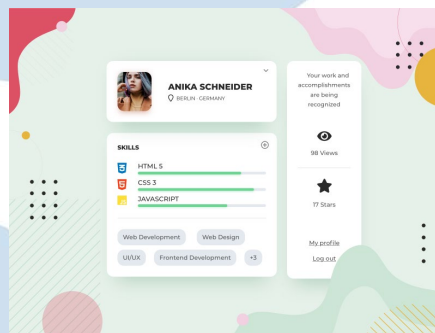 ANIKA SCHNEIDER
BERLIN - GERMANY
SKILLS
HTML 5
CSS 3
JAVASCRIPT
Web Development
Web Design
UI/UX
Frontend Development
+3
Your work and
accomplishments
are being
recognized
98 Views
17 Stars
My profile
Log out